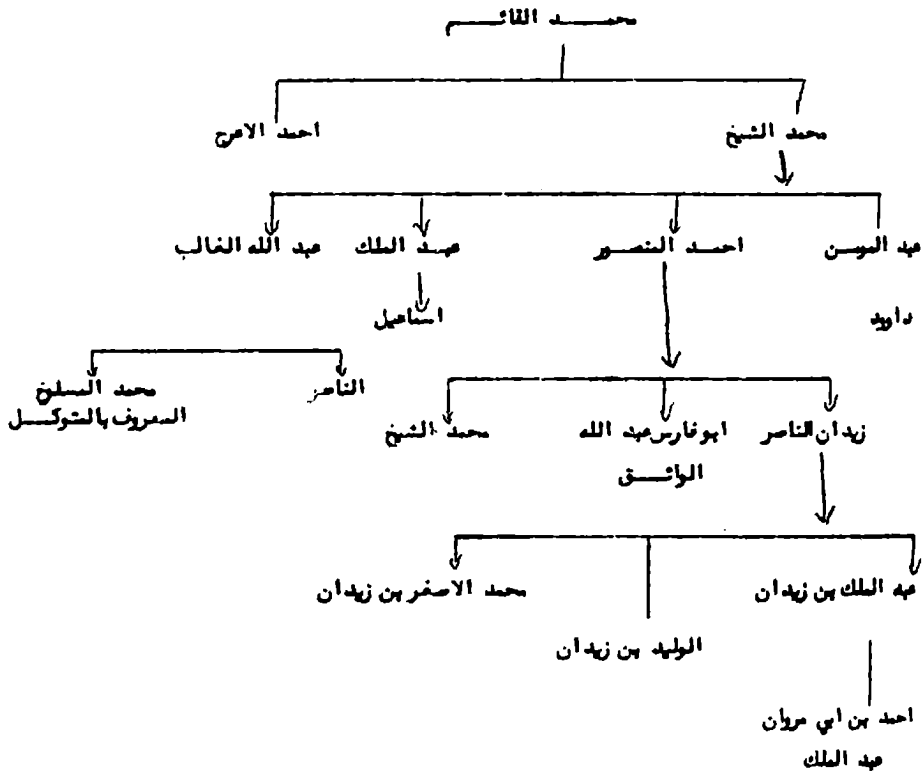 محمد القائم
محمد الشيخ
احمد الاعرج
عبد المومن
احمد المنصور
عبد الملك
عبد الله الغالب
داويد
اسماعيل
الناصر
محمد المسلوخ
المعروف بالمتوكل
زيدان الناصر
ابو فارس عبد الله
الواثق
محمد الشيخ
عبد الملك بن زيدان
محمد الاصغر بن زيدان
الوليد بن زيدان
احمد بن ابي مروان
عبد الملك